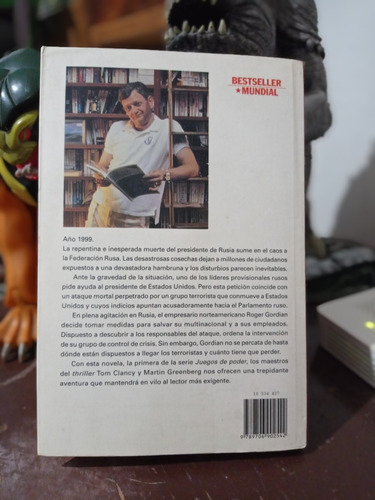 BESTSELLER
★ MUNDIAL
Año 1999.
La repentina e inesperada muerte del presidente de Rusia sume en el caos a
la Federación Rusa. Las desastrosas cosechas dejan a millones de ciudadanos
expuestos a una devastadora hambruna y los disturbios parecen inevitables.
Ante la gravedad de la situación, uno de los líderes provisionales rusos
pide ayuda al presidente de Estados Unidos. Pero esta petición coincide con
un ataque mortal perpetrado por un grupo terrorista que conmueve a Estados
Unidos y cuyos indicios apuntan acusadoramente hacia el Parlamento ruso.
En plena agitación en Rusia, el empresario norteamericano Roger Gordian
decide tomar medidas para salvar su multinacional y a sus empleados.
Dispuesto a descubrir a los responsables del ataque, ordena la intervención
de su grupo de control de crisis. Sin embargo, Gordian no se percata de hasta
dónde están dispuestos a llegar los terroristas y cuánto tiene que perder.
Con esta novela, la primera de la serie Juegos de poder, los maestros
del thriller Tom Clancy y Martin Greenberg nos ofrecen una trepidante
aventura que mantendrá en vilo al lector más exigente.
9 789706 902542